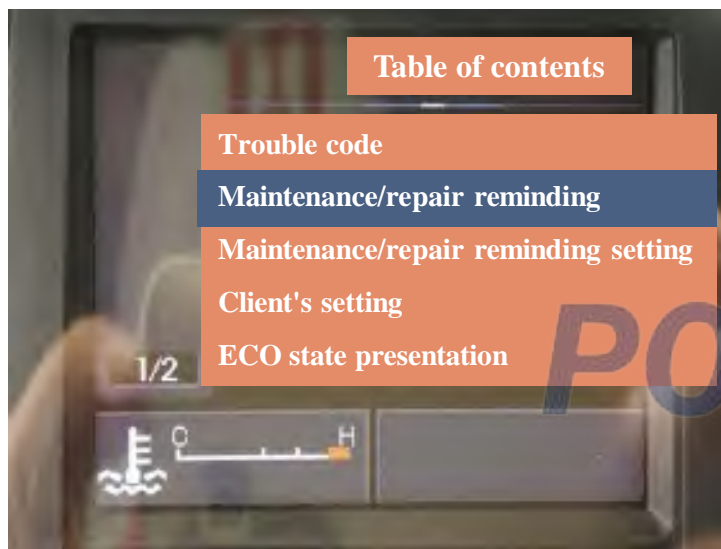 Table of contents
Trouble code
Maintenance/repair reminding
Maintenance/repair reminding setting
Client's setting
ECO state presentation
1/2
C
H
PO